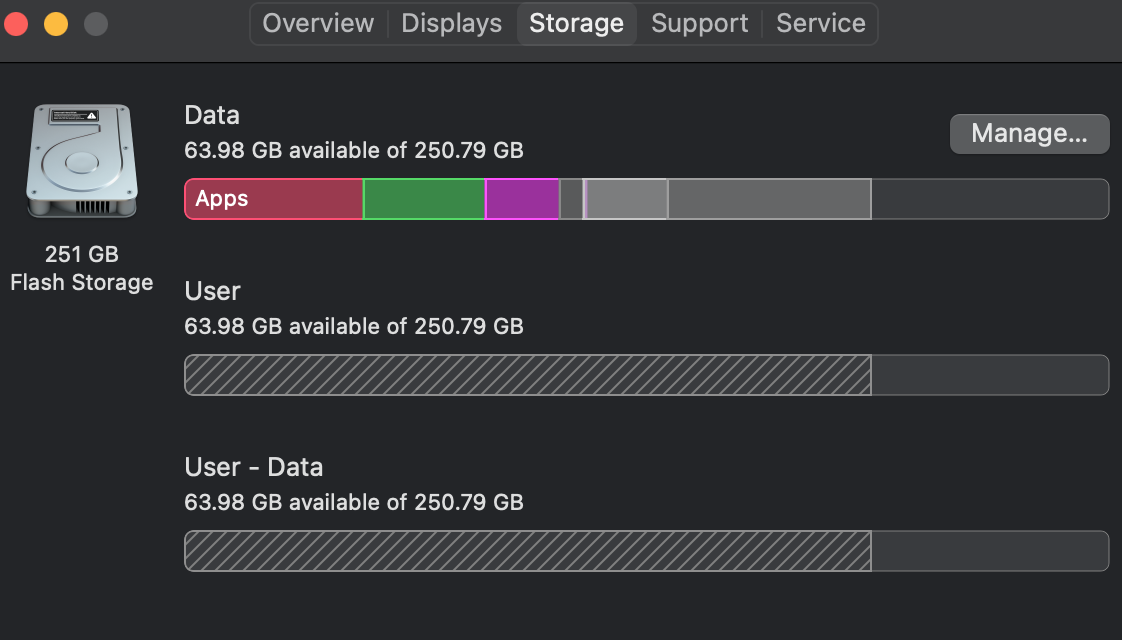 Overview
Displays
Storage
Support
Service
Data
63.98 GB available of 250.79 GB
Manage...
Apps
251 GB
Flash Storage
User
63.98 GB available of 250.79 GB
User - Data
63.98 GB available of 250.79 GB